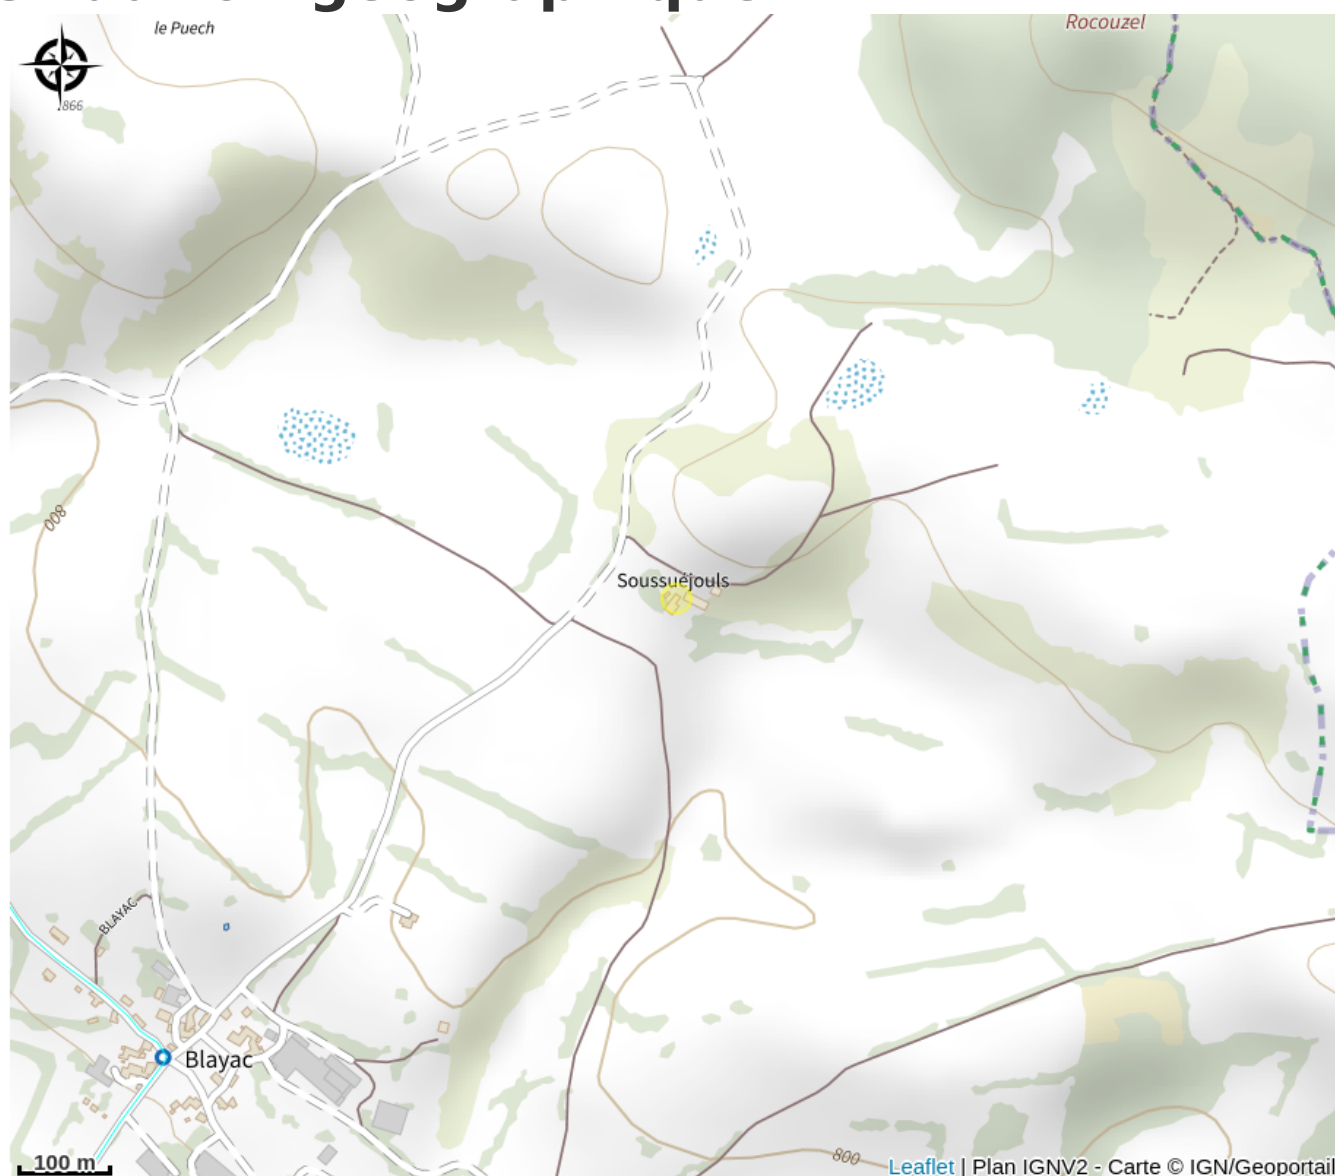 le Puech
Rocouzel
866
800
Soussuéjouls
BLAYAC
Blayac
800
100 m
Leaflet | Plan IGNV2 - Carte © IGN/Geoportail